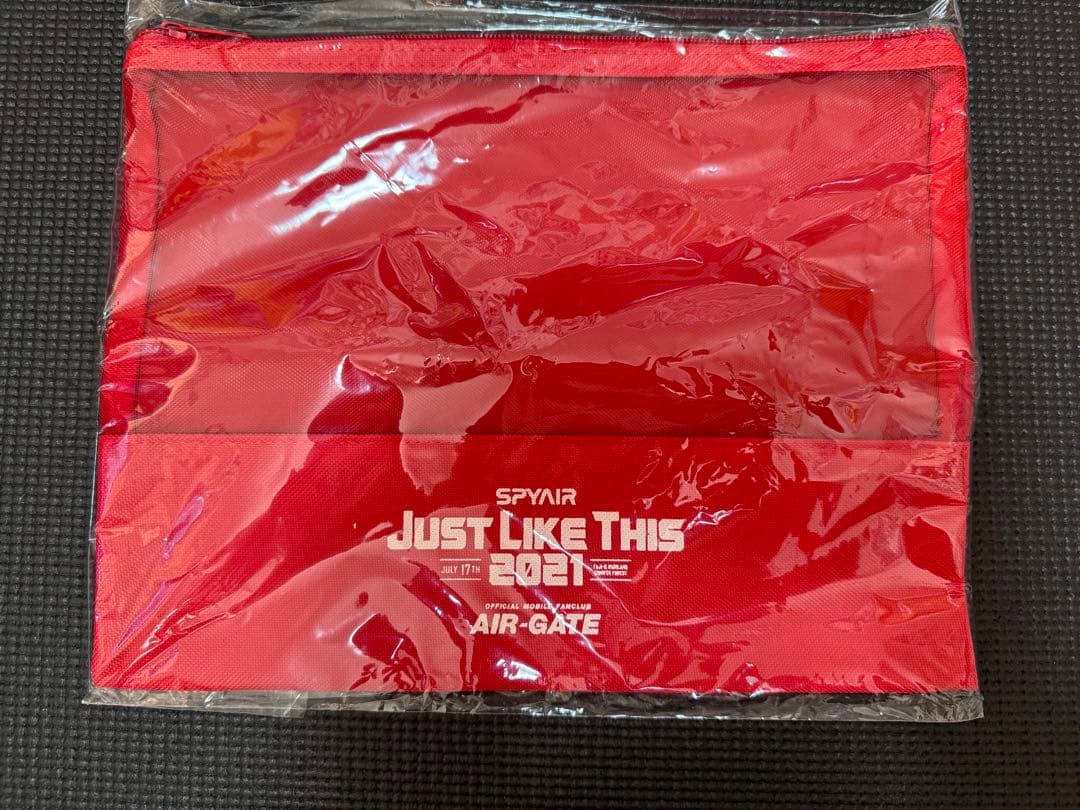 SPYAIR
JUST LIKE THIS
JULY 17TH
2021
OFFICIAL MOBILE FANCLUB
AIR-GATE